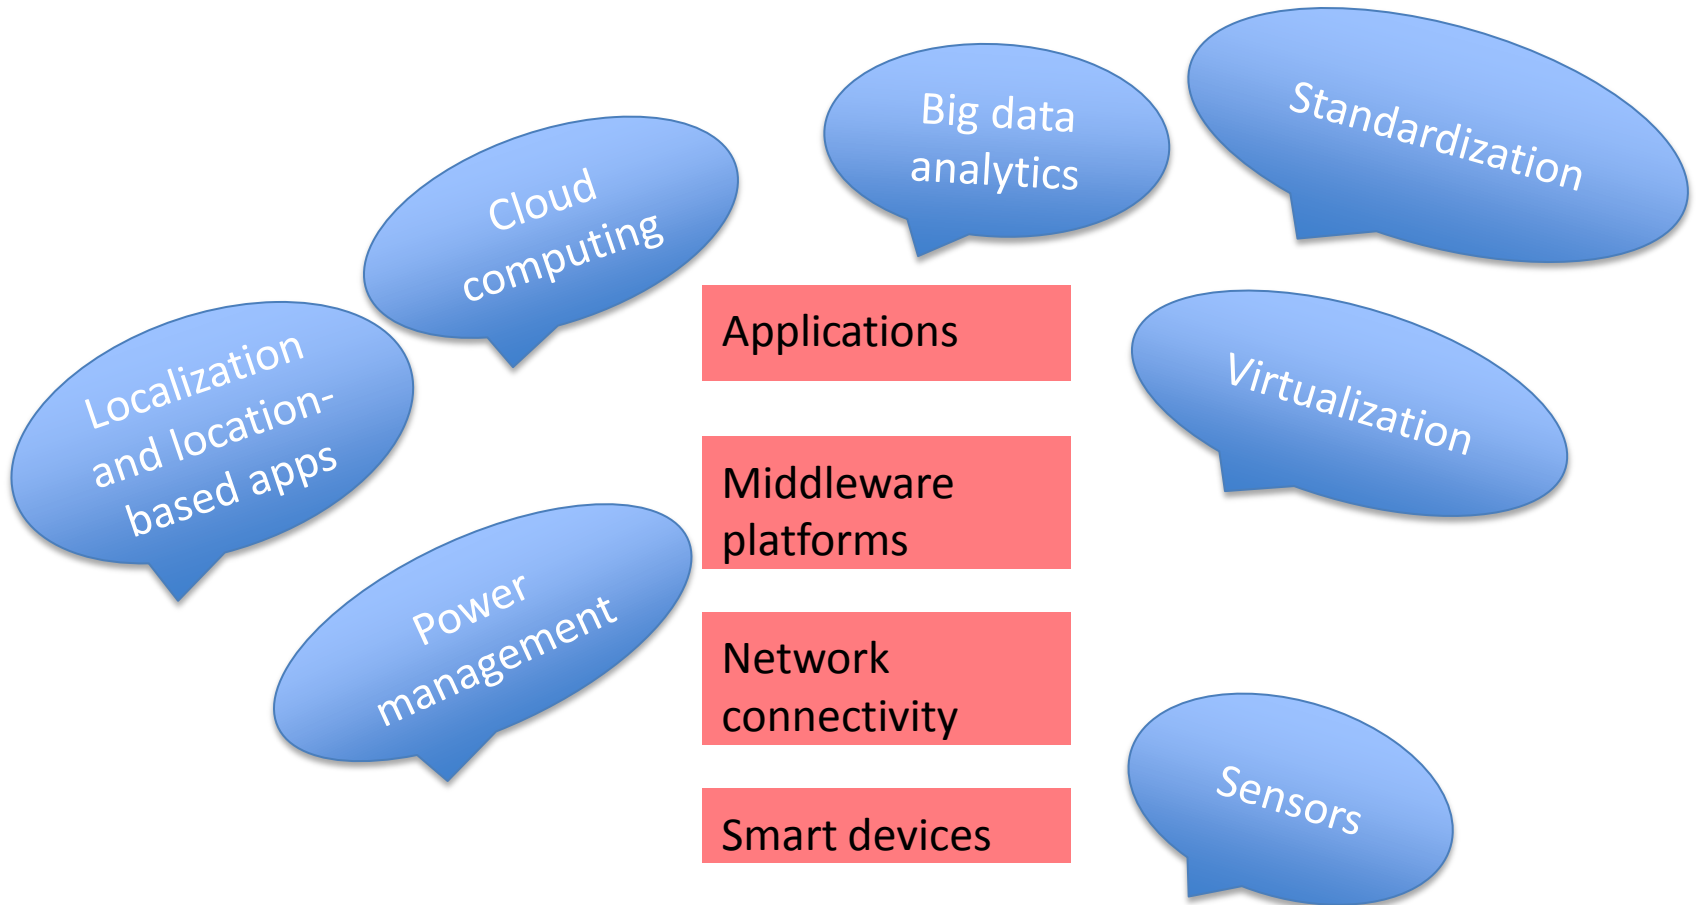 Big data
analytics
Standardization
Cloud
computing
Localization
and location-
based apps
Applications
Virtualization
Middleware
platforms
Power
management
Network
connectivity
Smart devices
Sensors